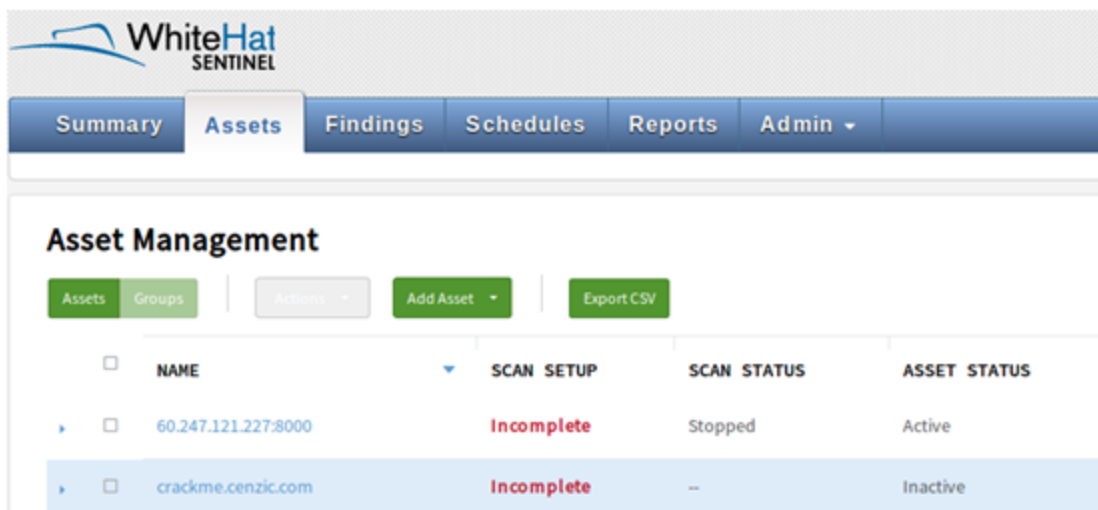 WhiteHat
SENTINEL
Summary Assets Findings Schedules Reports Admin
Asset Management
Assets Groups Actions Add Asset Export CSV
NAME SCAN SETUP SCAN STATUS ASSET STATUS
60.247.121.227:8000 Incomplete Stopped Active
crackme.cenzic.com Incomplete -- Inactive